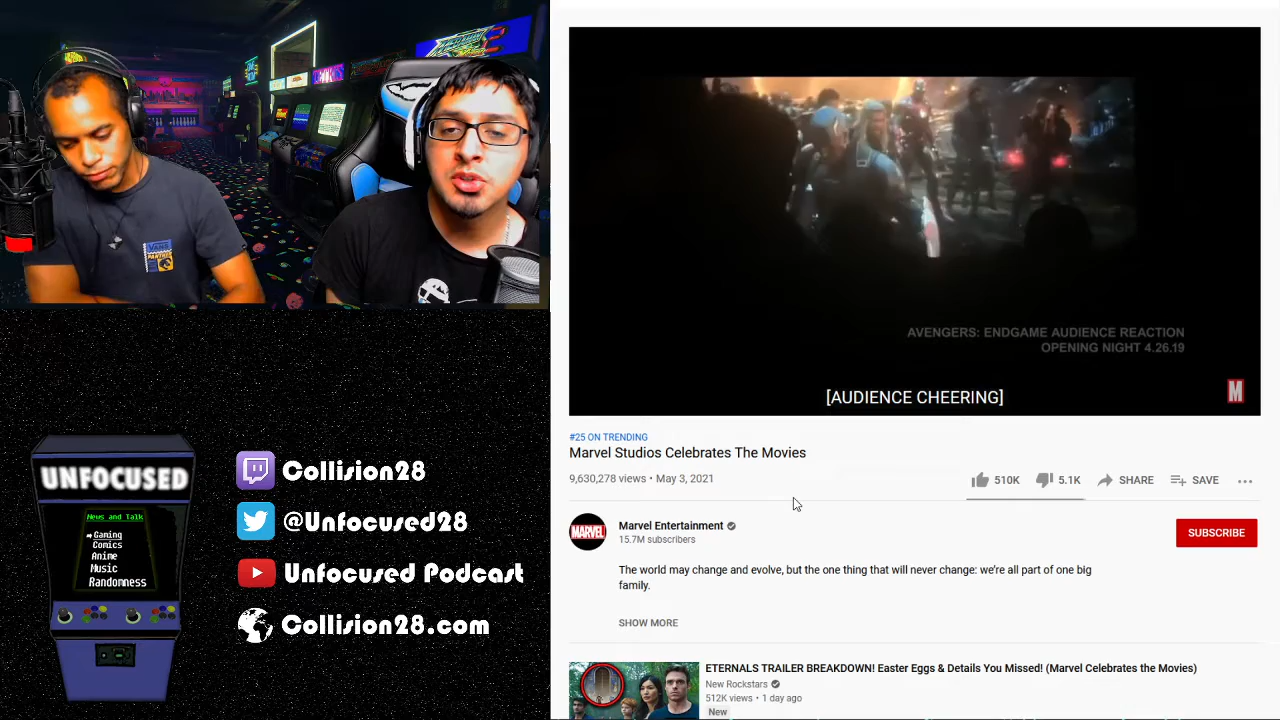 TETRIS
VANS
PANTHER
AVENGERS: ENDGAME AUDIENCE REACTION
OPENING NIGHT 4.26.19
[AUDIENCE CHEERING]
M
#25 ON TRENDING
Marvel Studios Celebrates The Movies
9,630,278 views • May 3, 2021
510K
5.1K
SHARE
SAVE
MARVEL
Marvel Entertainment
15.7M subscribers
SUBSCRIBE
The world may change and evolve, but the one thing that will never change: we're all part of one big
family.
SHOW MORE
ETERNALS TRAILER BREAKDOWN! Easter Eggs & Details You Missed! (Marvel Celebrates the Movies)
New Rockstars
512K views • 1 day ago
New
UNFOCUSED
News and Talk
Gaming
Comics
Anime
Music
Randomness
Collision28
@Unfocused28
Unfocused Podcast
Collision28.com